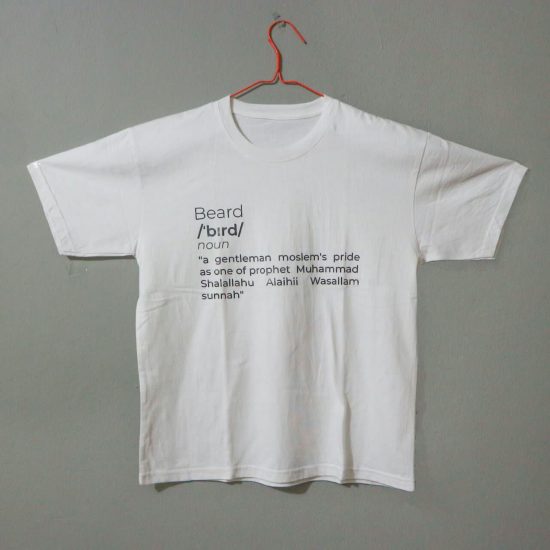 Beard
/'bɪrd/
noun
"a gentleman moslem's pride
as one of prophet Muhammad
Shalallahu Alaihii Wasallam
sunnah"